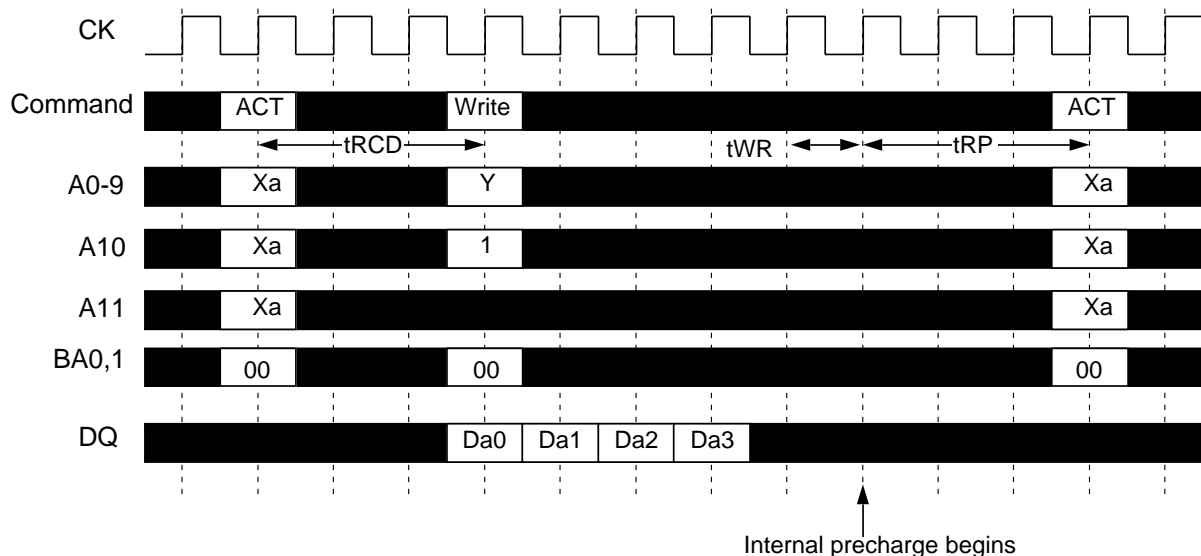 CK
Command ACT Write ACT
tRCD tWR tRP
A0-9 Xa Y Xa
A10 Xa 1 Xa
A11 Xa Xa
BA0,1 00 00 00
DQ Da0 Da1 Da2 Da3
Internal precharge begins